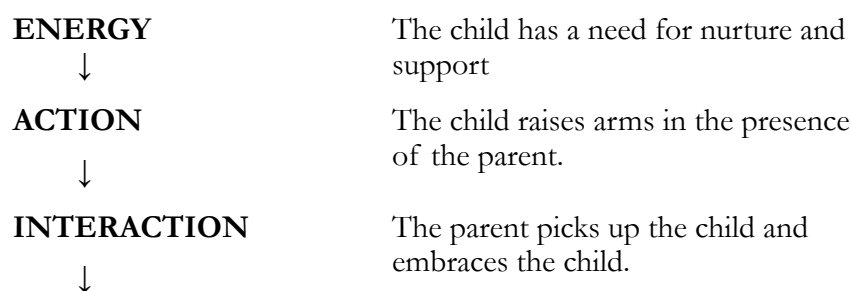 ENERGY The child has a need for nurture and
↓ support
ACTION The child raises arms in the presence
of the parent.
↓
INTERACTION The parent picks up the child and
embraces the child.
↓